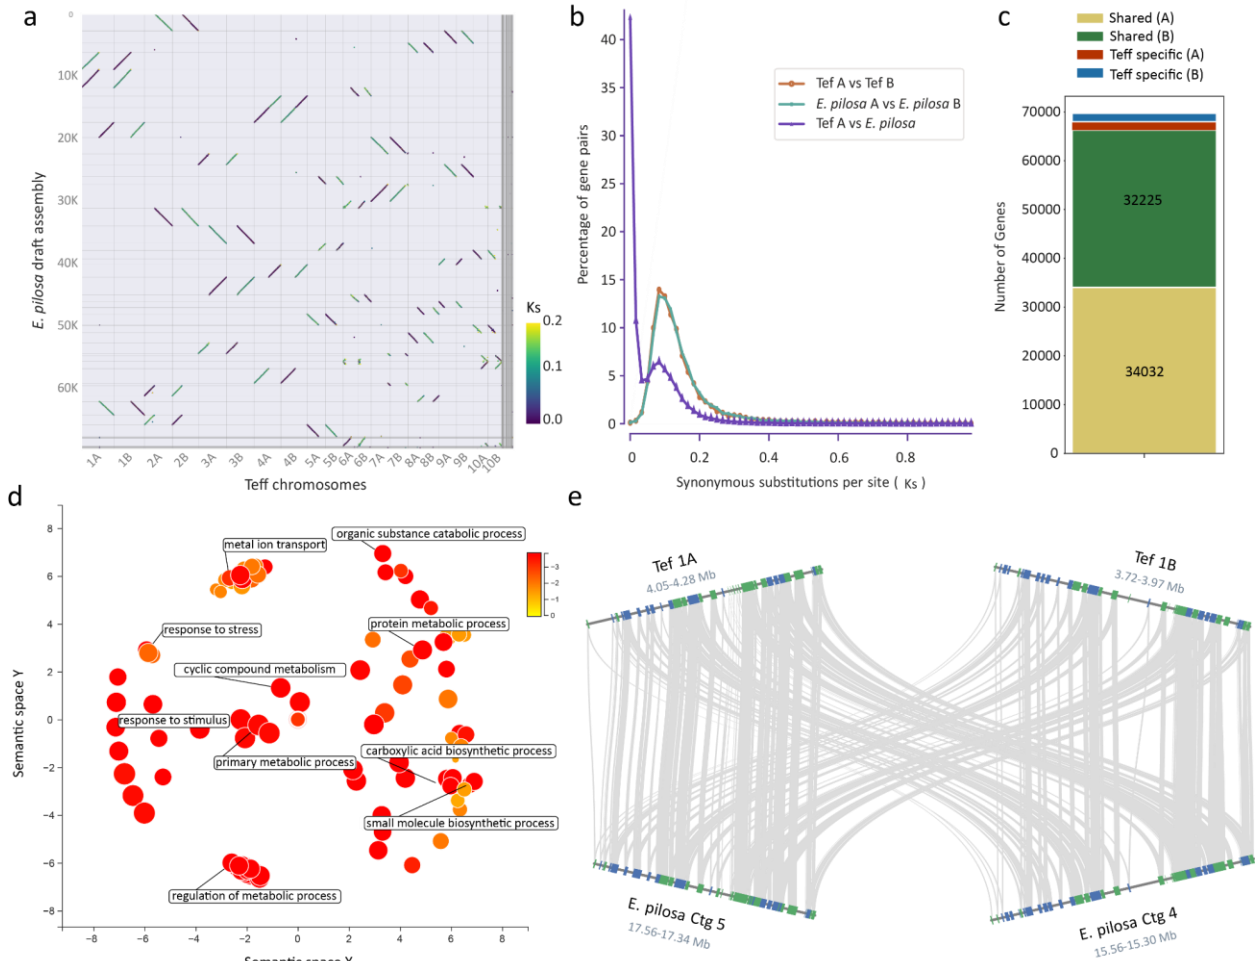 a
E. pilosa draft assembly
0
10K
20K
30K
40K
50K
60K
1A
1B
2A
2B
3A
3B
4A
4B
5A
5B
6A
6B
7A
7B
8A
8B
9A
9B
10A
10B
Teff chromosomes
Ks
0.2
0.1
0.0
b
Percentage of gene pairs
40
35
30
25
20
15
10
5
0
0
0.2
0.4
0.6
0.8
Synonymous substitutions per site ( Ks )
Tef A vs Tef B
E. pilosa A vs E. pilosa B
Tef A vs E. pilosa
c
Shared (A)
Shared (B)
Teff specific (A)
Teff specific (B)
Number of Genes
70000
60000
50000
40000
30000
20000
10000
0
32225
34032
d
Semantic space Y
8
6
4
2
0
−2
−4
−6
−8
−8
−6
−4
−2
0
2
4
6
8
organic substance catabolic process
metal ion transport
protein metabolic process
response to stress
cyclic compound metabolism
response to stimulus
primary metabolic process
carboxylic acid biosynthetic process
small molecule biosynthetic process
regulation of metabolic process
-3
-2
-1
0
e
Tef 1A
4.05-4.28 Mb
Tef 1B
3.72-3.97 Mb
E. pilosa Ctg 5
17.56-17.34 Mb
E. pilosa Ctg 4
15.56-15.30 Mb